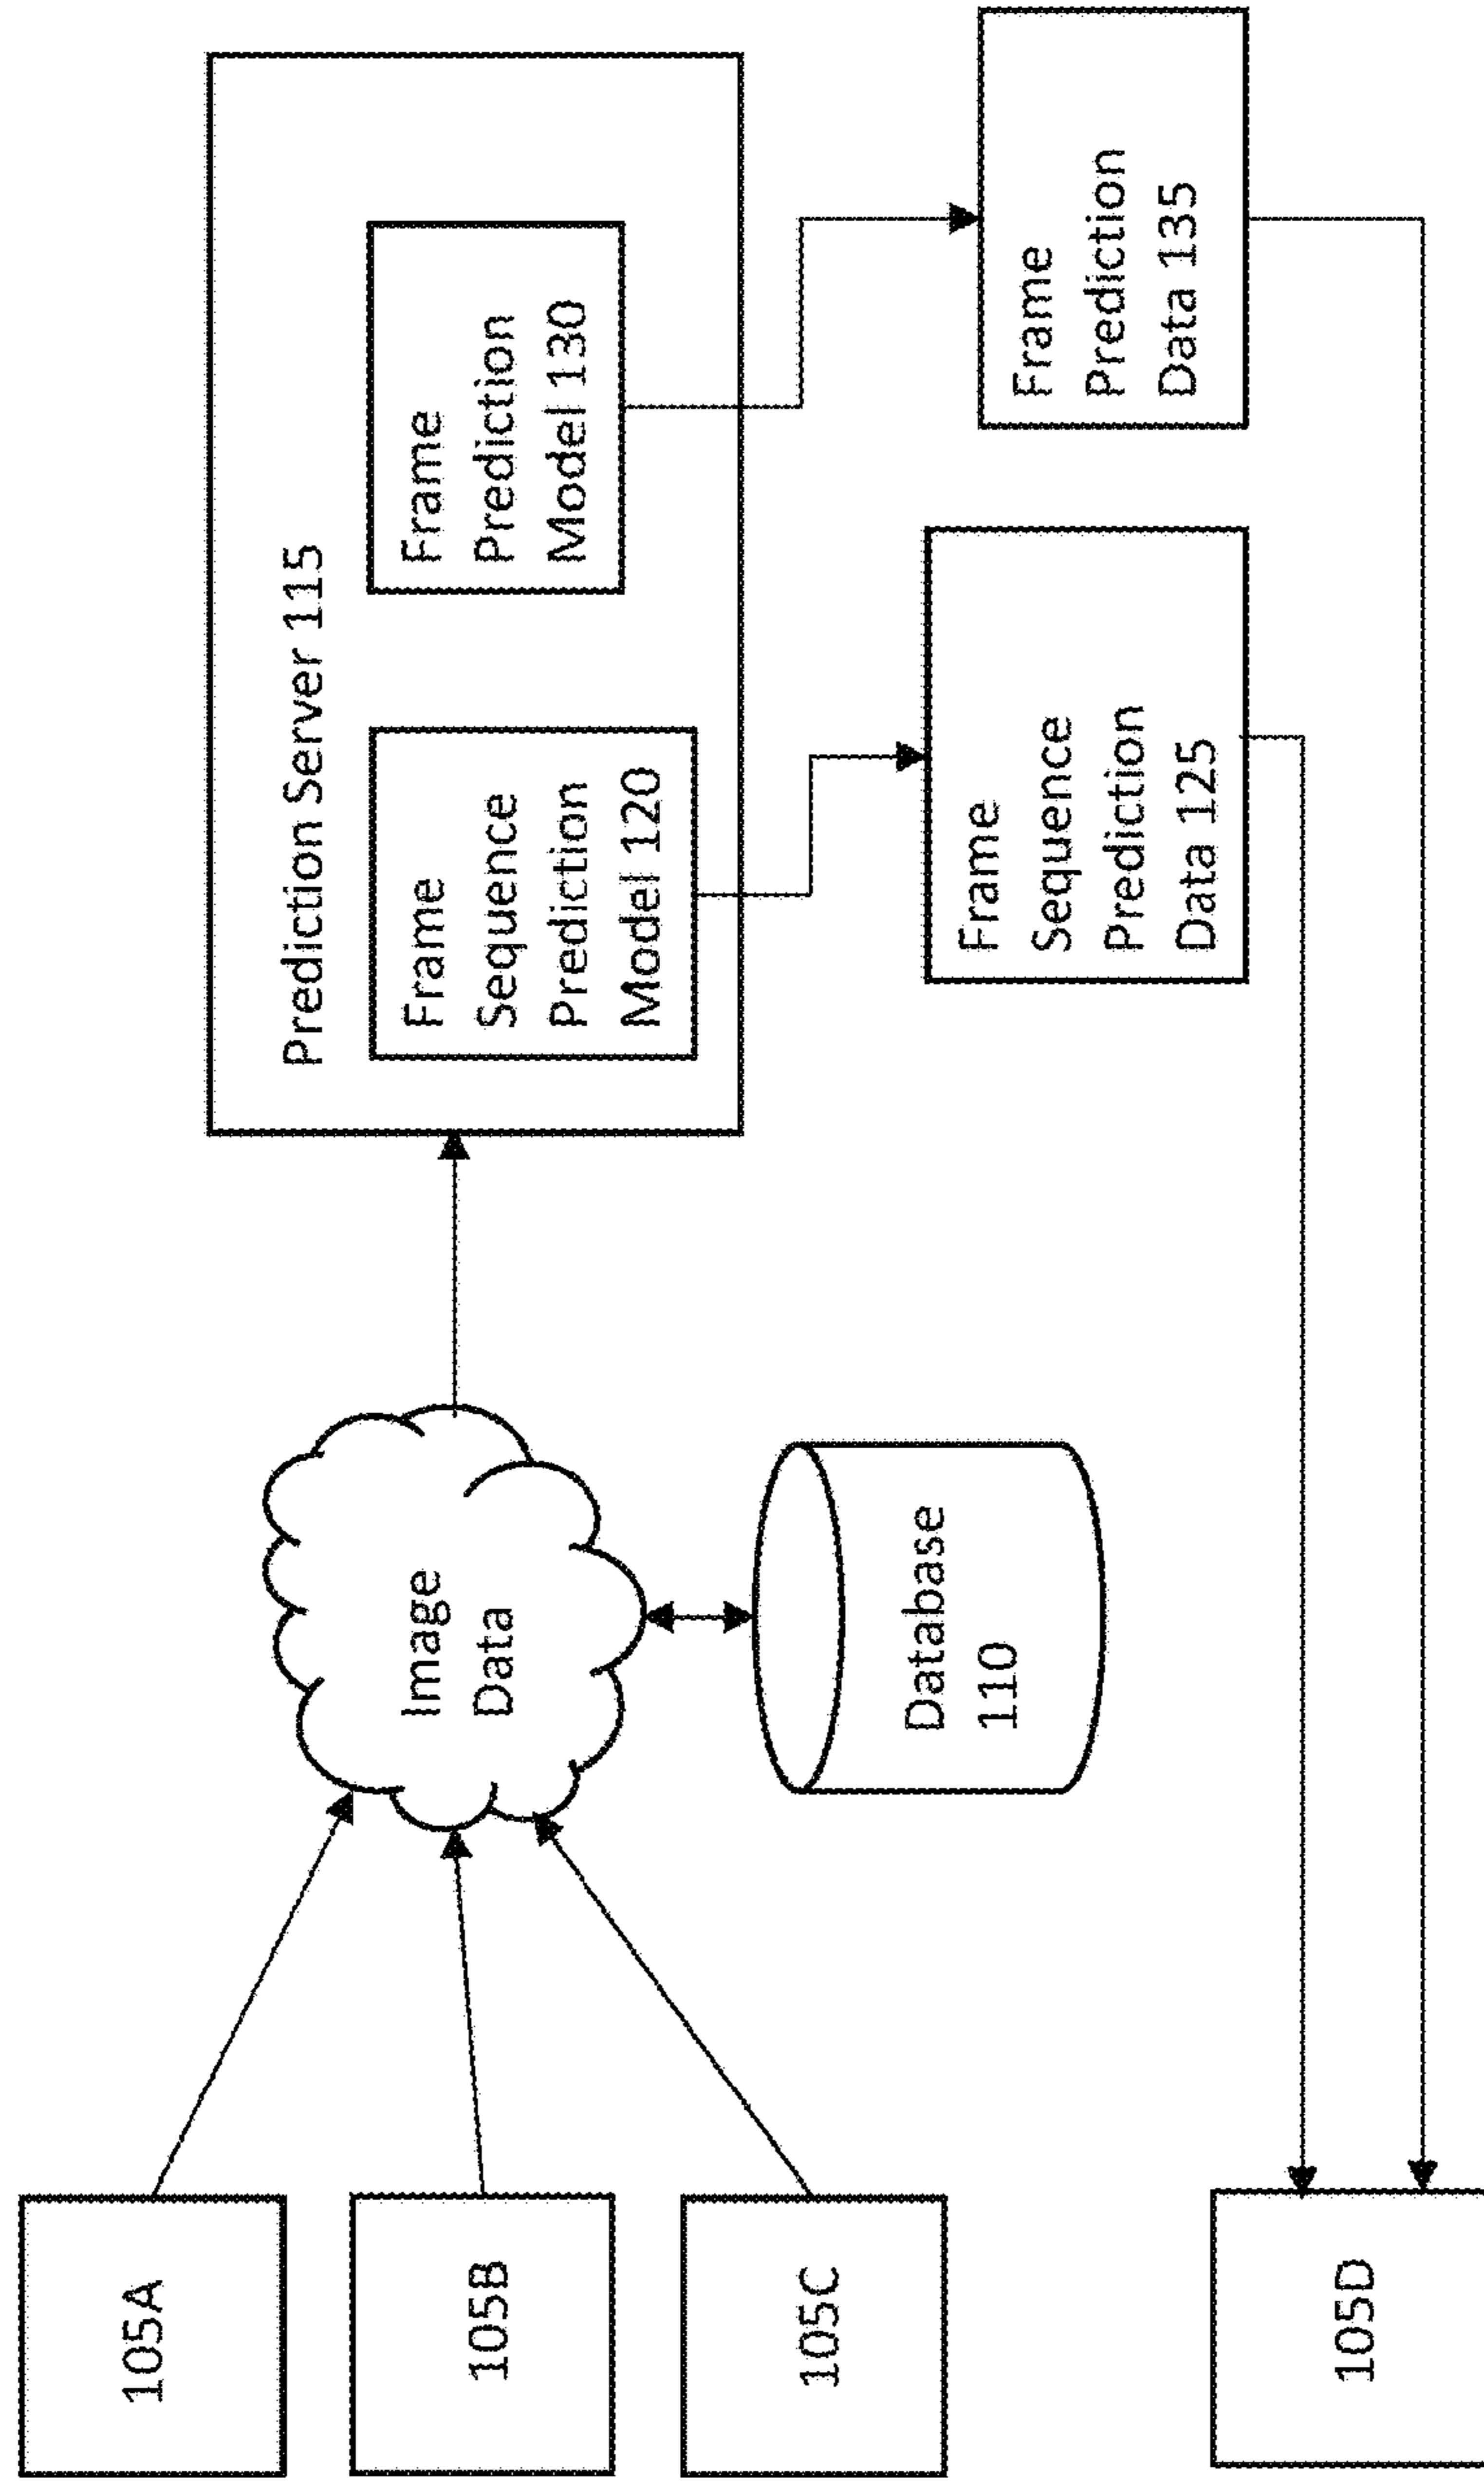 105A
105B
105C
105D
Image
Data
Database
110
Prediction Server 115
Frame
Sequence
Prediction
Model 120
Frame
Prediction
Model 130
Frame
Sequence
Prediction
Data 125
Frame
Prediction
Data 135